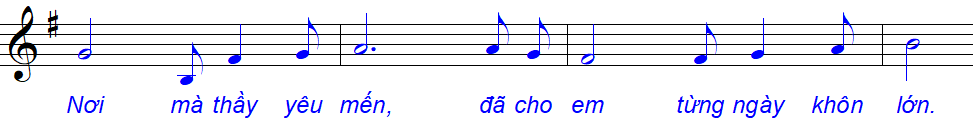 Nơi mà thầy yêu mến, đã cho em từng ngày khôn lớn.